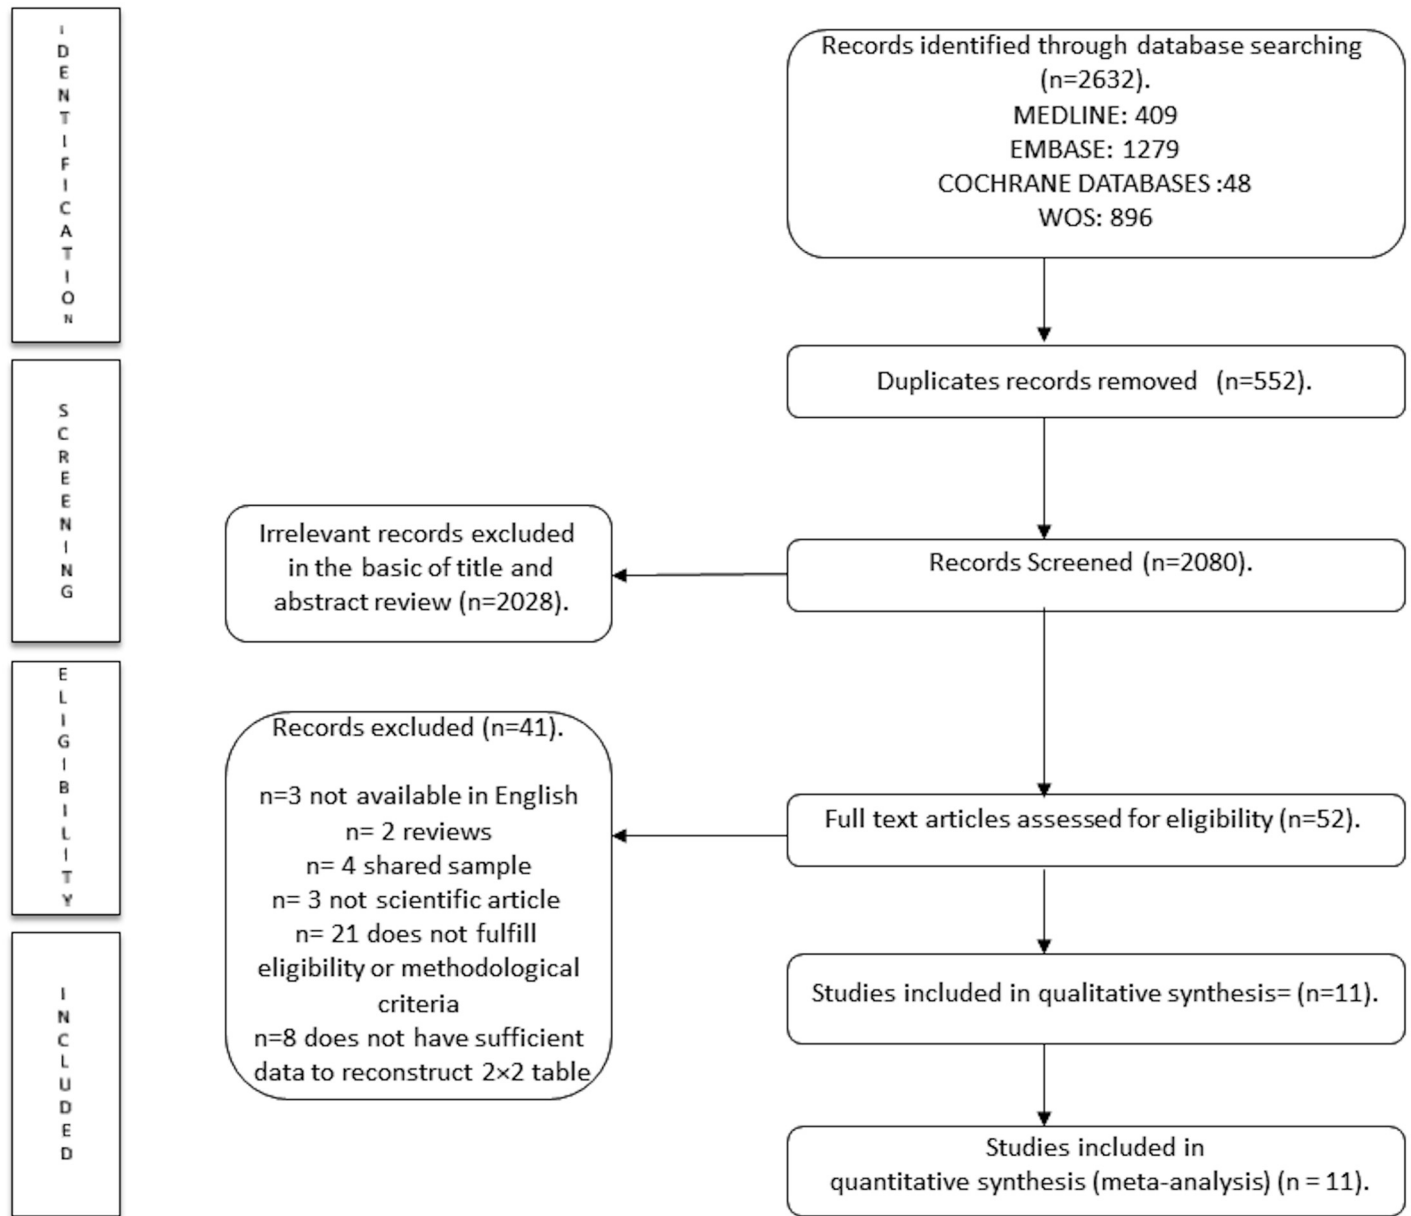 IDENTIFICATION
Records identified through database searching
(n=2632).
MEDLINE: 409
EMBASE: 1279
COCHRANE DATABASES :48
WOS: 896
Duplicates records removed (n=552).
SCREENING
Records Screened (n=2080).
Irrelevant records excluded
in the basic of title and
abstract review (n=2028).
ELIGIBILITY
Full text articles assessed for eligibility (n=52).
Records excluded (n=41).
n=3 not available in English
n= 2 reviews
n= 4 shared sample
n= 3 not scientific article
n= 21 does not fulfill
eligibility or methodological
criteria
n=8 does not have sufficient
data to reconstruct 2×2 table
INCLUDED
Studies included in qualitative synthesis= (n=11).
Studies included in
quantitative synthesis (meta-analysis) (n = 11).